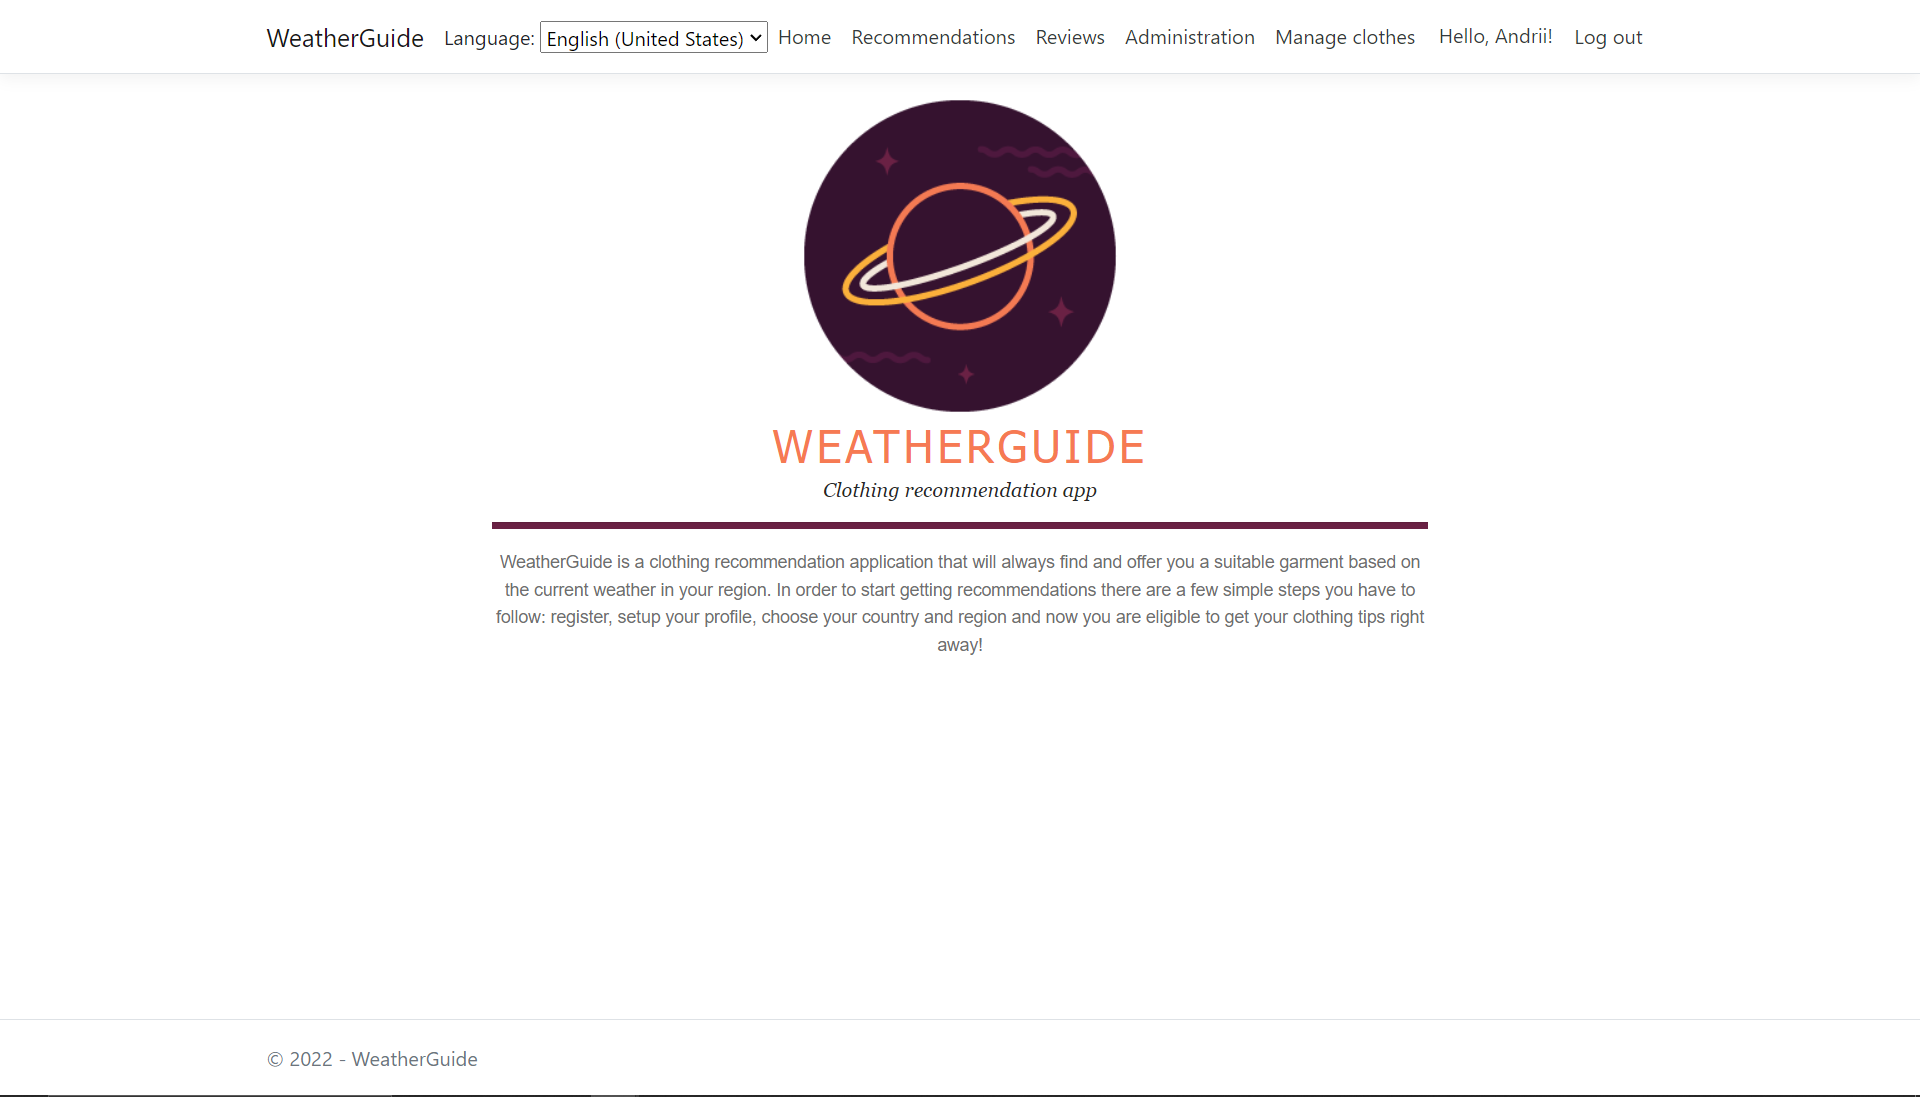 WeatherGuide Language: English (United States) Home Recommendations Reviews Administration Manage clothes Hello, Andrii! Log out
WEATHERGUIDE
Clothing recommendation app
WeatherGuide is a clothing recommendation application that will always find and offer you a suitable garment based on
the current weather in your region. In order to start getting recommendations there are a few simple steps you have to
follow: register, setup your profile, choose your country and region and now you are eligible to get your clothing tips right
away!
© 2022 - WeatherGuide